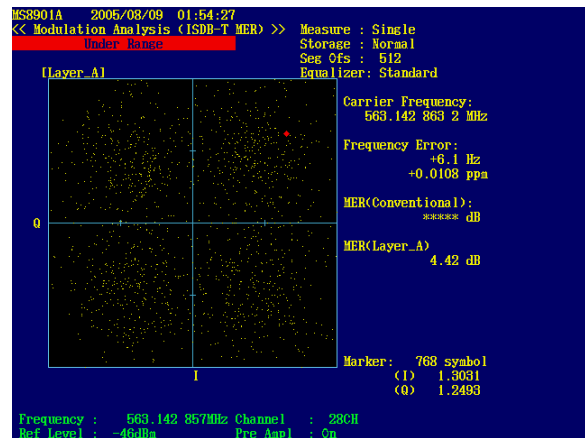 MS8901A 2005/08/09 01:54:27
<< Modulation Analysis (ISDB-T MER) >>
Under Range
Measure : Single
Storage : Normal
Seg Ofs : 512
Equalizer: Standard
[Layer_A]
Carrier Frequency:
563.142 863 2 MHz
Frequency Error:
+6.1 Hz
+0.0108 ppm
MER(Conventional):
***** dB
Q
MER(Layer_A)
4.42 dB
Marker: 768 symbol
(I) 1.3031
(Q) 1.2493
I
Frequency : 563.142 857MHz Channel : 28CH
Ref Level : -46dBm Pre Ampl : On